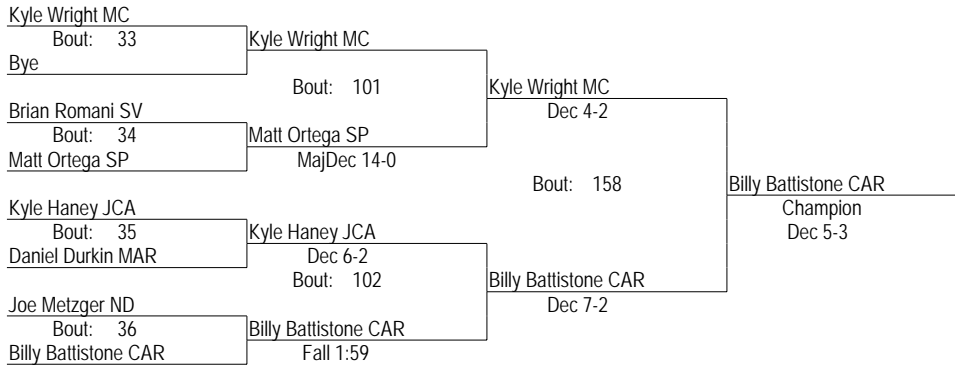 Kyle Wright MC
Bout: 33
Bye
Kyle Wright MC
Bout: 101
Brian Romani SV
Bout: 34
Matt Ortega SP
Matt Ortega SP
MajDec 14-0
Kyle Wright MC
Dec 4-2
Bout: 158
Kyle Haney JCA
Bout: 35
Daniel Durkin MAR
Kyle Haney JCA
Dec 6-2
Bout: 102
Joe Metzger ND
Bout: 36
Billy Battistone CAR
Billy Battistone CAR
Fall 1:59
Billy Battistone CAR
Dec 7-2
Billy Battistone CAR
Champion
Dec 5-3